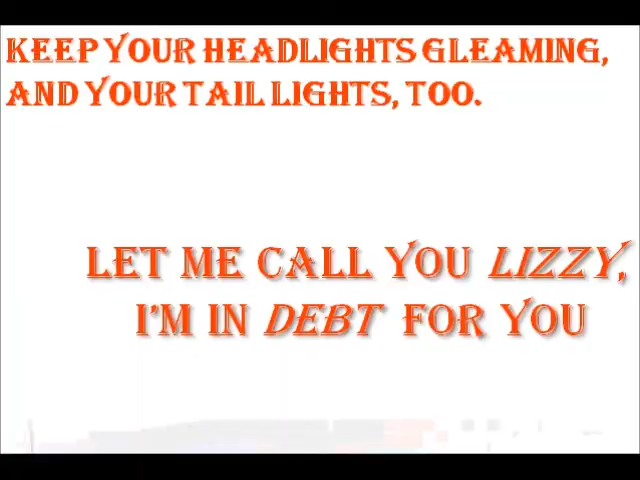 KEEP YOUR HEADLIGHTS GLEAMING,
AND YOUR TAIL LIGHTS, TOO.
LET ME CALL YOU LIZZY,
I'M IN DEBT FOR YOU